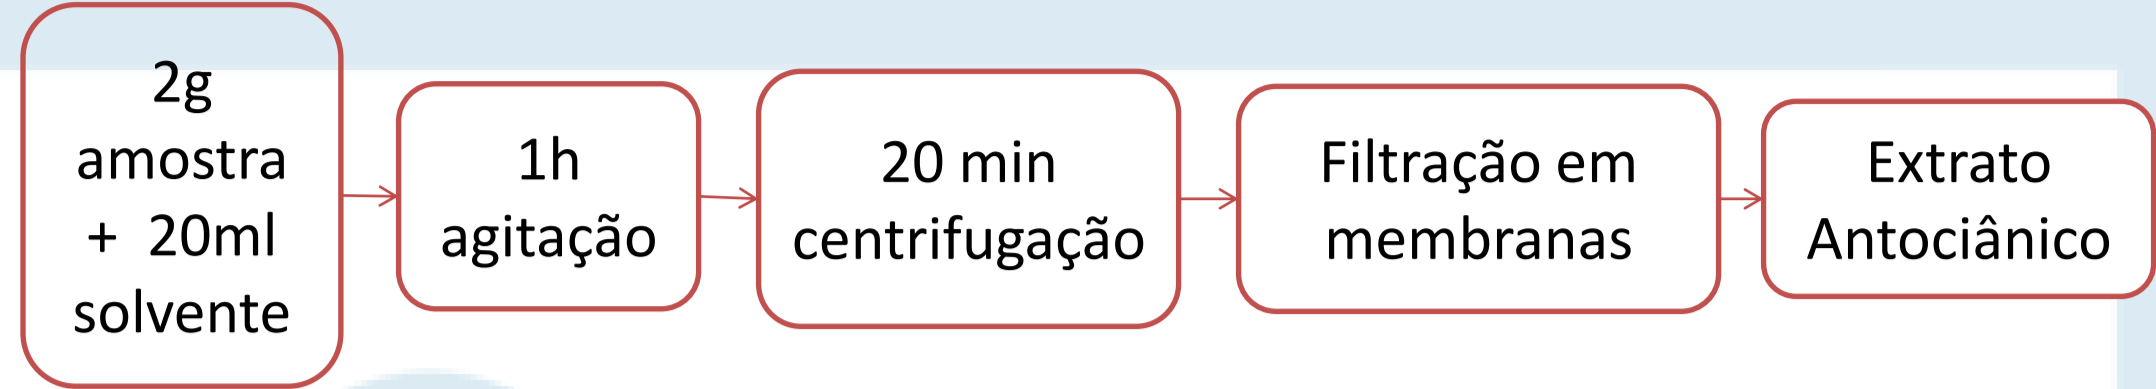 2g
amostra
+ 20ml
solvente
1h
agitação
20 min
centrifugação
Filtração em
membranas
Extrato
Antociânico